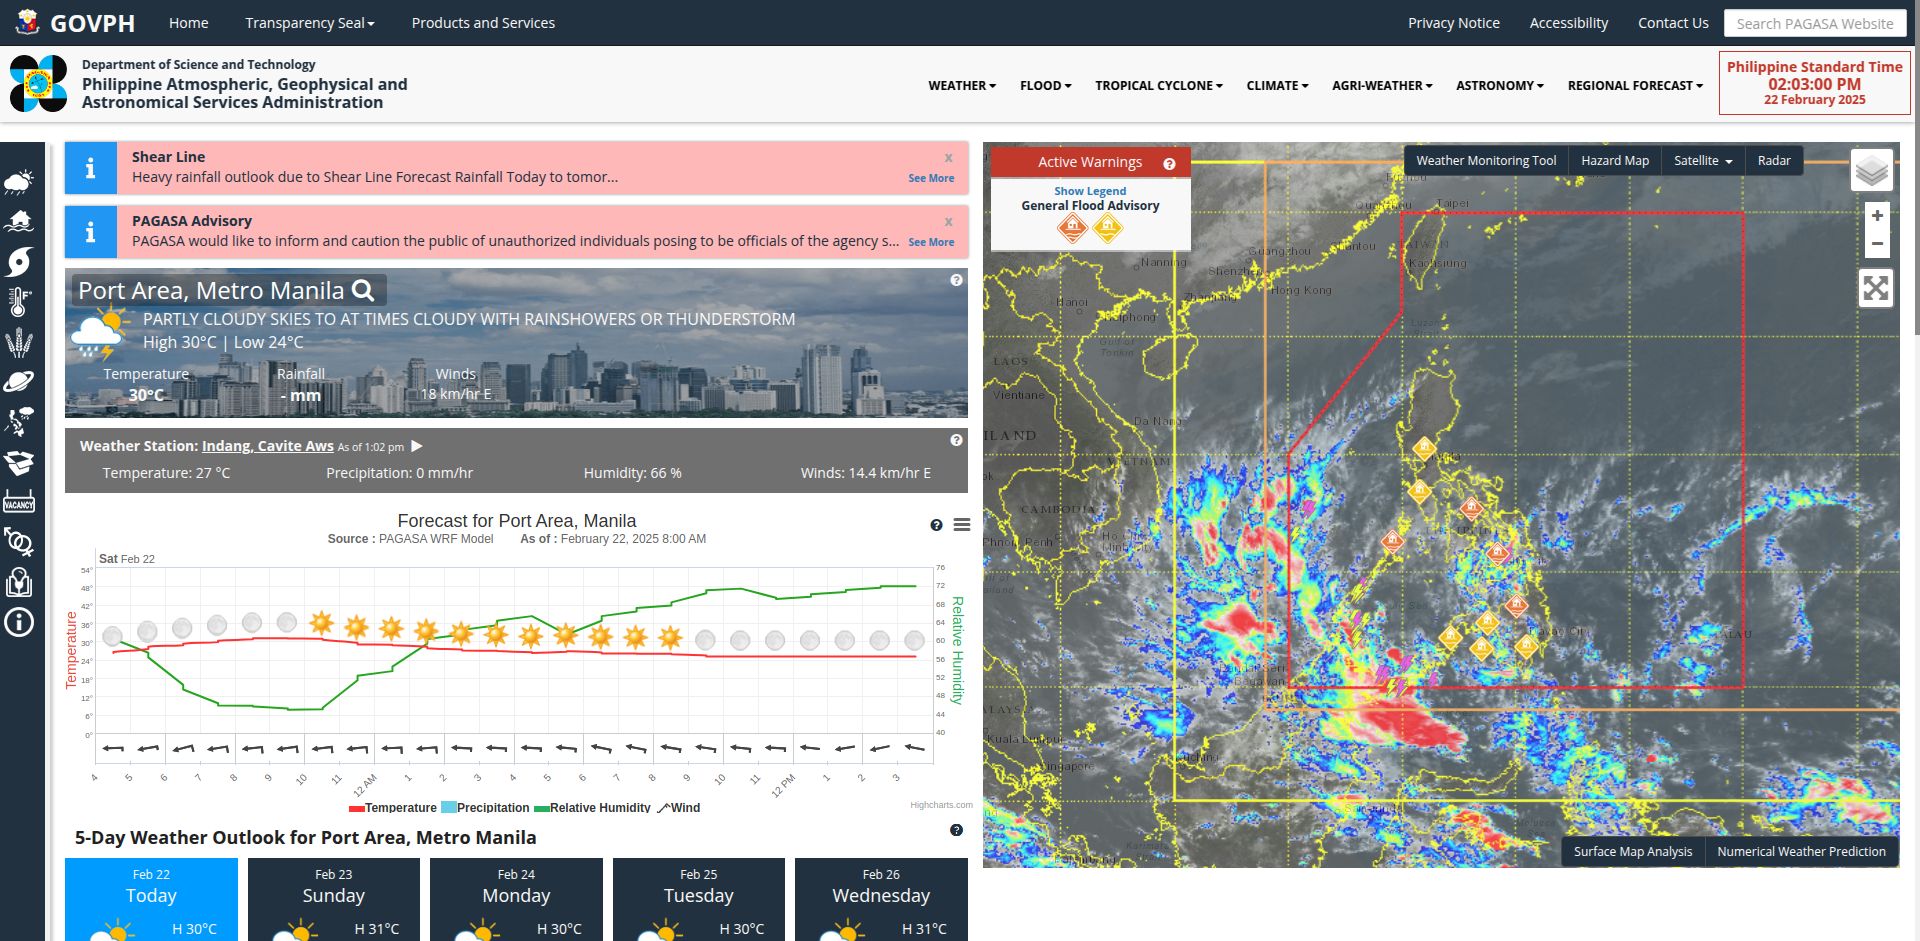 GOVPH
Home
Transparency Seal
Products and Services
Privacy Notice
Accessibility
Contact Us
Search PAGASA Website
Department of Science and Technology
Philippine Atmospheric, Geophysical and
Astronomical Services Administration
WEATHER
FLOOD
TROPICAL CYCLONE
CLIMATE
AGRI-WEATHER
ASTRONOMY
REGIONAL FORECAST
Philippine Standard Time
02:03:00 PM
22 February 2025
Shear Line
x
Heavy rainfall outlook due to Shear Line Forecast Rainfall Today to tomor...
See More
PAGASA Advisory
x
PAGASA would like to inform and caution the public of unauthorized individuals posing to be officials of the agency s...
See More
Port Area, Metro Manila
PARTLY CLOUDY SKIES TO AT TIMES CLOUDY WITH RAINSHOWERS OR THUNDERSTORM
High 30°C | Low 24°C
Temperature
Rainfall
Winds
30°C
- mm
18 km/hr E
Weather Station: Indang, Cavite Aws As of 1:02 pm
Temperature: 27 °C
Precipitation: 0 mm/hr
Humidity: 66 %
Winds: 14.4 km/hr E
Forecast for Port Area, Manila
Source : PAGASA WRF Model As of : February 22, 2025 8:00 AM
Sat Feb 22
Temperature
54°
48°
42°
36°
30°
24°
18°
12°
6°
0°
76
72
68
64
60
56
52
48
44
40
Relative Humidity
4 5 6 7 8 9 10 11 12 AM 1 2 3 4 5 6 7 8 9 10 11 12 PM 1 2 3
Temperature Precipitation Relative Humidity Wind
Highcharts.com
5-Day Weather Outlook for Port Area, Metro Manila
Feb 22
Today
H 30°C
Feb 23
Sunday
H 31°C
Feb 24
Monday
H 30°C
Feb 25
Tuesday
H 30°C
Feb 26
Wednesday
H 31°C
F°
VACANCY
Active Warnings
Show Legend
General Flood Advisory
Weather Monitoring Tool
Hazard Map
Satellite
Radar
+
−
Taipei
Guangzhou
Shantou
Nanning
Shenzhen
Kaohsiung
Hong Kong
Hanoi
Zhanjiang
Haiphong
Gulf of
Tonkin
LAOS
Vientiane
Da Nang
VIETNAM
CAMBODIA
Phnom Penh
Ho Chi
Minh City
Bandar Seri
Begawan
Kuala Lumpur
Kuching
Singapore
Surface Map Analysis
Numerical Weather Prediction